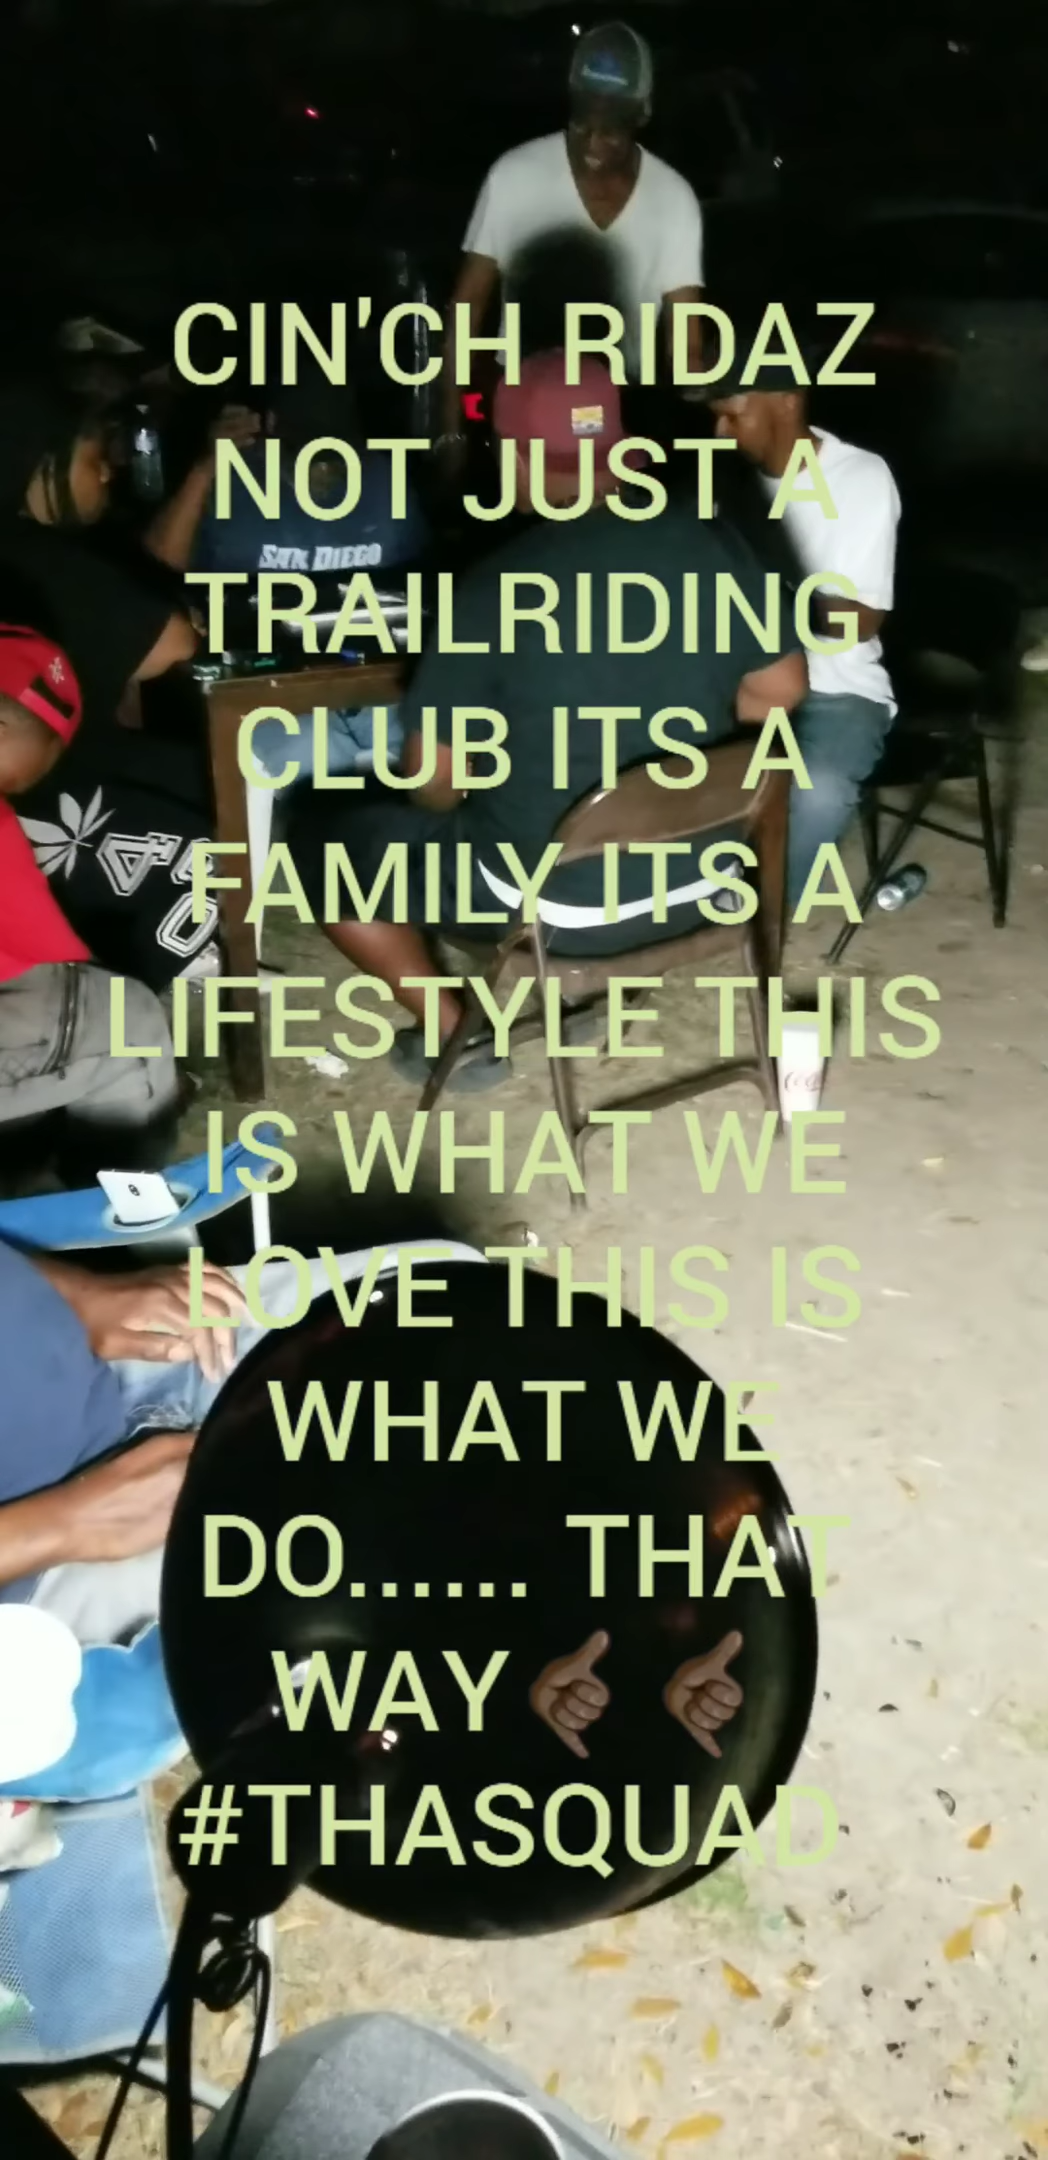 CIN'CH RIDAZ
NOT JUST A
TRAILRIDING
CLUB ITS A
FAMILY ITS A
LIFESTYLE THIS
IS WHAT WE
LOVE THIS IS
WHAT WE
DO...... THAT
WAY🤙🏿 🤙🏿
#THASQUAD
SAN DIEGO